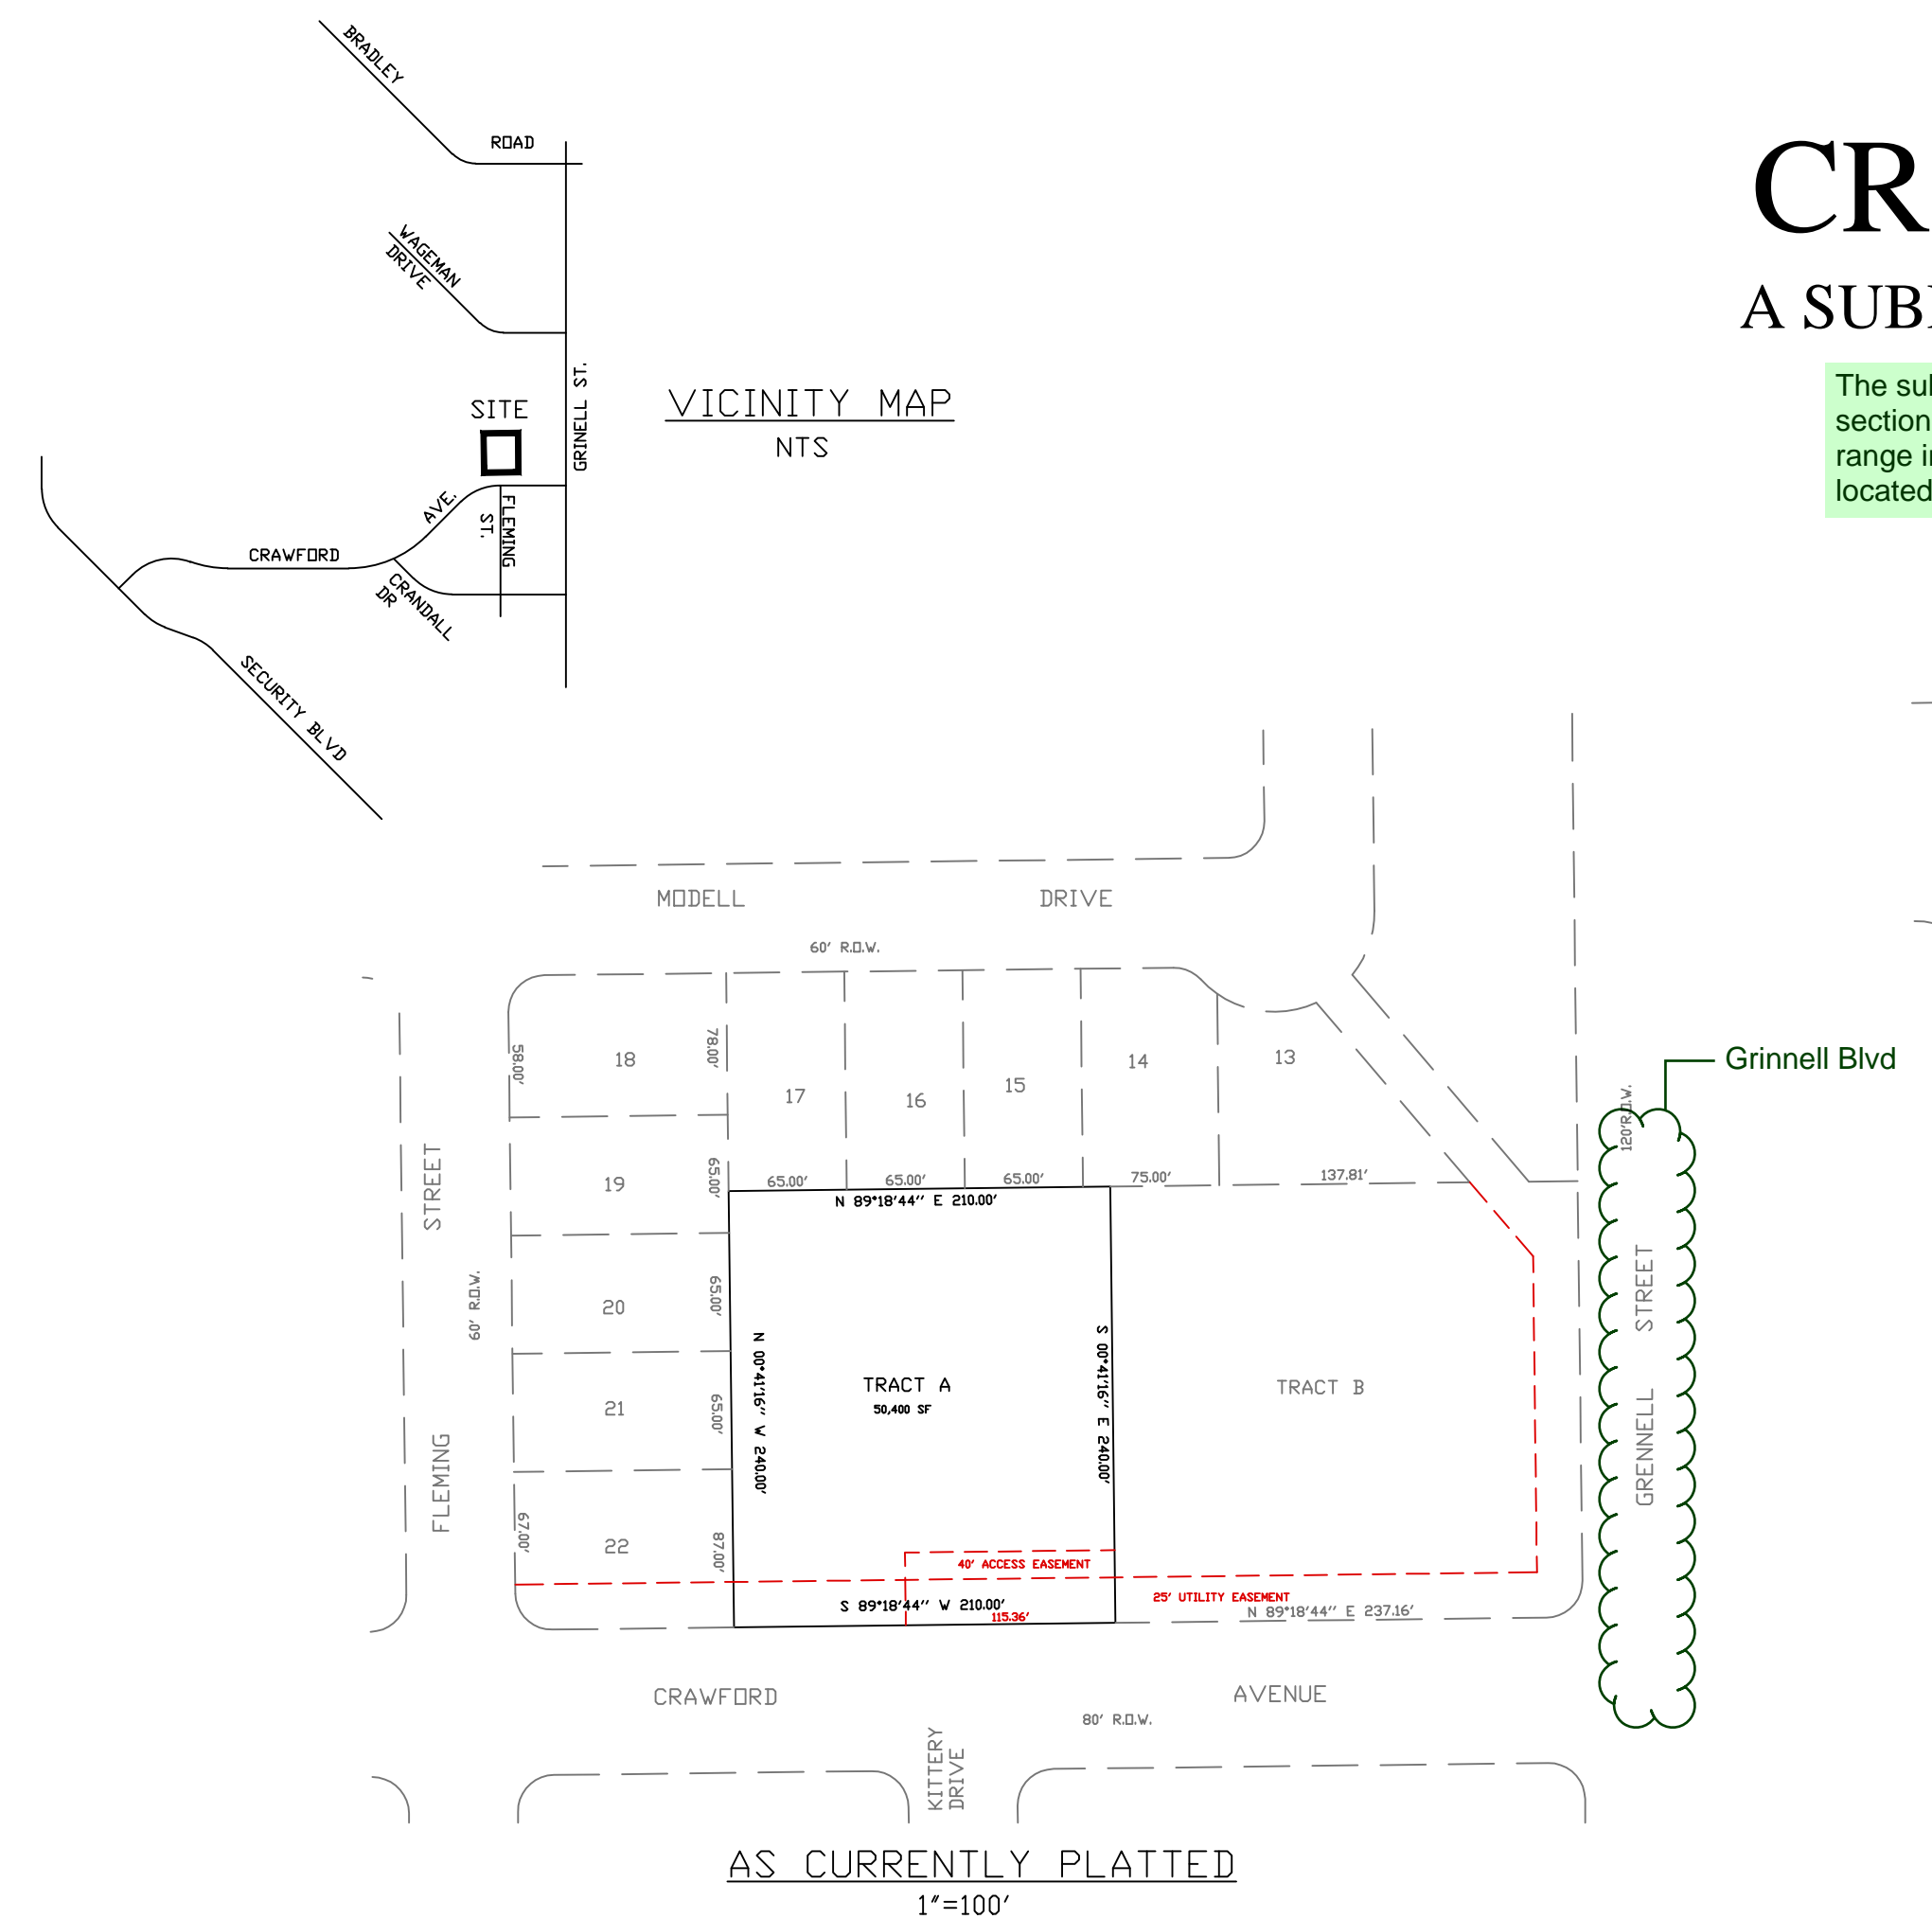 BRADLEY
ROAD
WAGEMAN
DRIVE
GRINELL ST.
SITE
VICINITY MAP
NTS
AVE.
FLEMING
ST.
CRAWFORD
CRANDALL
DR
SECURITY BLVD
CR
A SUB
The sul
section
range i
located
MODELL DRIVE
60' R.O.W.
58.00'
18
78.00'
17
16
15
14
13
120'R.O.W.
Grinnell Blvd
STREET
19
65.00'
65.00'
65.00'
65.00'
75.00'
137.81'
N 89°18'44'' E 210.00'
60' R.O.W.
20
65.00'
GRENNELL STREET
N 00°41'16'' W 240.00'
S 00°41'16'' E 240.00'
TRACT A
50,400 SF
TRACT B
21
65.00'
FLEMING
67.00'
22
87.00'
40' ACCESS EASEMENT
25' UTILITY EASEMENT
S 89°18'44'' W 210.00'
115.36'
N 89°18'44'' E 237.16'
CRAWFORD AVENUE
80' R.O.W.
KITTERY
DRIVE
AS CURRENTLY PLATTED
1"=100'